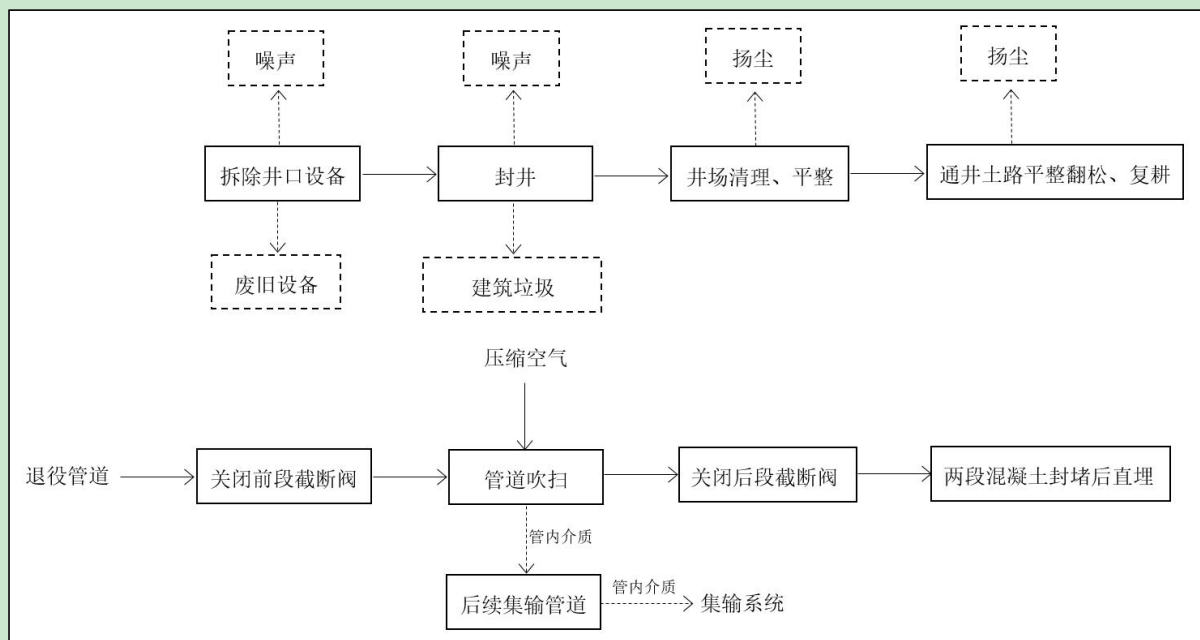 噪声
噪声
扬尘
扬尘
拆除井口设备
封井
井场清理、平整
通井土路平整翻松、复耕
废旧设备
建筑垃圾
压缩空气
退役管道
关闭前段截断阀
管道吹扫
关闭后段截断阀
两段混凝土封堵后直埋
管内介质
后续集输管道
管内介质
集输系统